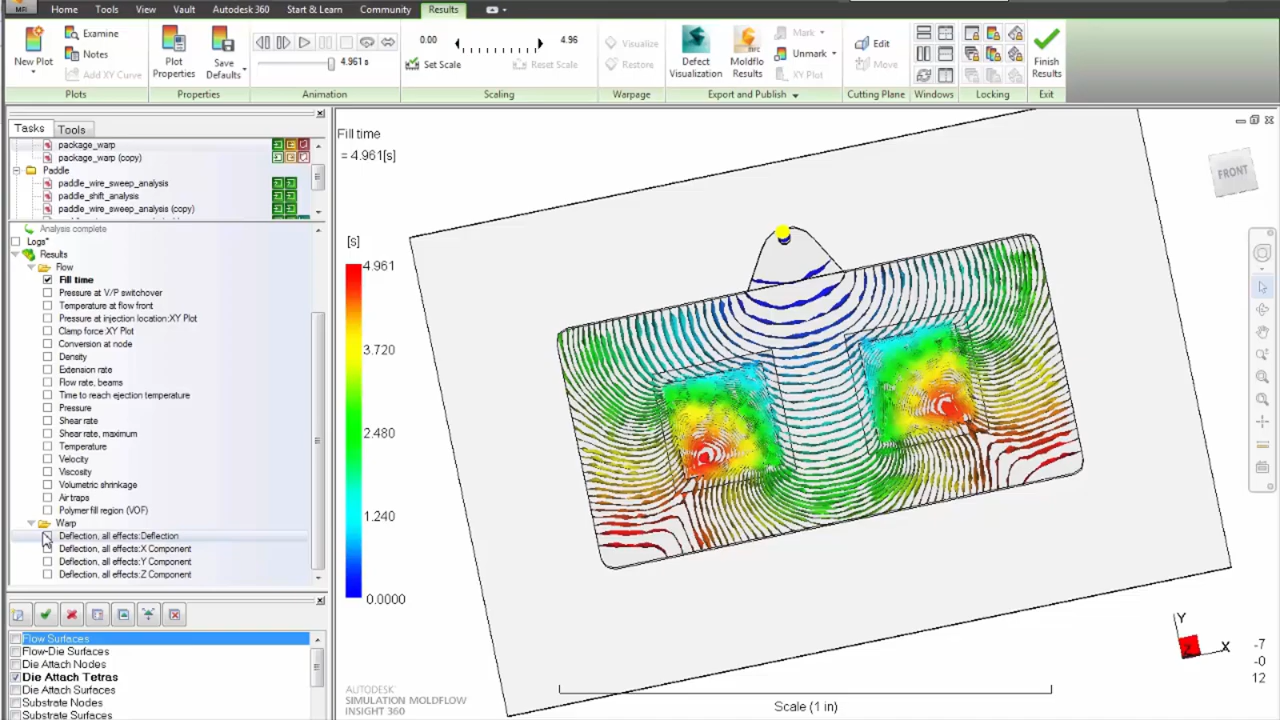 Home Tools View Vault Autodesk 360 Start & Learn Community Results
MR
New Plot
Examine
Notes
Add XY Curve
Plots
Plot Properties
Save Defaults
Properties
4.961 s
Animation
0.00 4.96
Set Scale
Reset Scale
Scaling
Visualize
Restore
Warpage
Defect Visualization
Moldflo Results
Mark
Unmark
XY Plot
Export and Publish
Edit
Move
Cutting Plane
Windows
Locking
Finish Results
Exit
Tasks Tools
package_warp
package_warp (copy)
Paddle
paddle_wire_sweep_analysis
paddle_shift_analysis
paddle_wire_sweep_analysis (copy)
Analysis complete
Logs*
Results
Flow
Fill time
Pressure at V/P switchover
Temperature at flow front
Pressure at injection location:XY Plot
Clamp force:XY Plot
Conversion at node
Density
Extension rate
Flow rate, beams
Time to reach ejection temperature
Pressure
Shear rate
Shear rate, maximum
Temperature
Velocity
Viscosity
Volumetric shrinkage
Air traps
Polymer fill region (VOF)
Warp
Deflection, all effects:Deflection
Deflection, all effects:X Component
Deflection, all effects:Y Component
Deflection, all effects:Z Component
Flow Surfaces
Flow-Die Surfaces
Die Attach Nodes
Die Attach Tetras
Die Attach Surfaces
Substrate Nodes
Substrate Surfaces
Fill time
= 4.961[s]
[s]
4.961
3.720
2.480
1.240
0.0000
FRONT
AUTODESK
SIMULATION MOLDFLOW
INSIGHT 360
Scale (1 in)
Y
Z
X
-7
-0
12